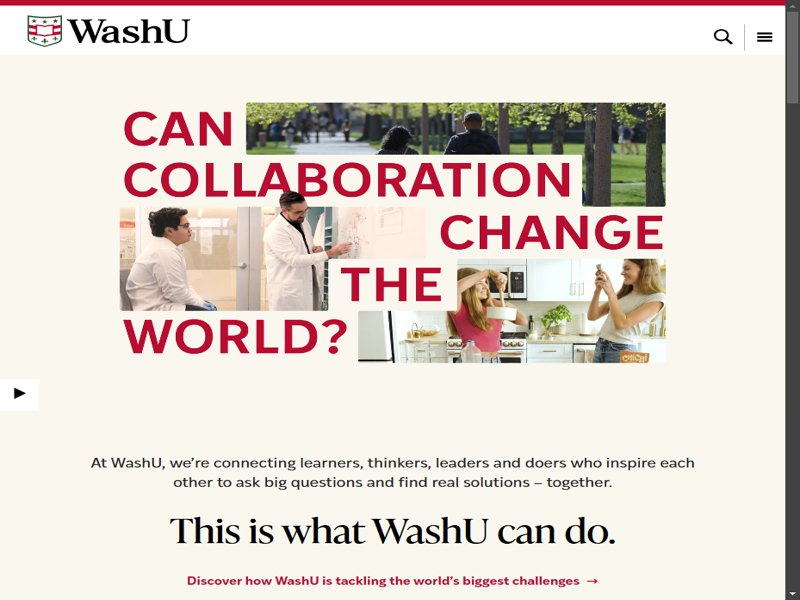 WashU
CAN
COLLABORATION
CHANGE
THE
WORLD?
At WashU, we're connecting learners, thinkers, leaders and doers who inspire each
other to ask big questions and find real solutions – together.
This is what WashU can do.
Discover how WashU is tackling the world's biggest challenges →